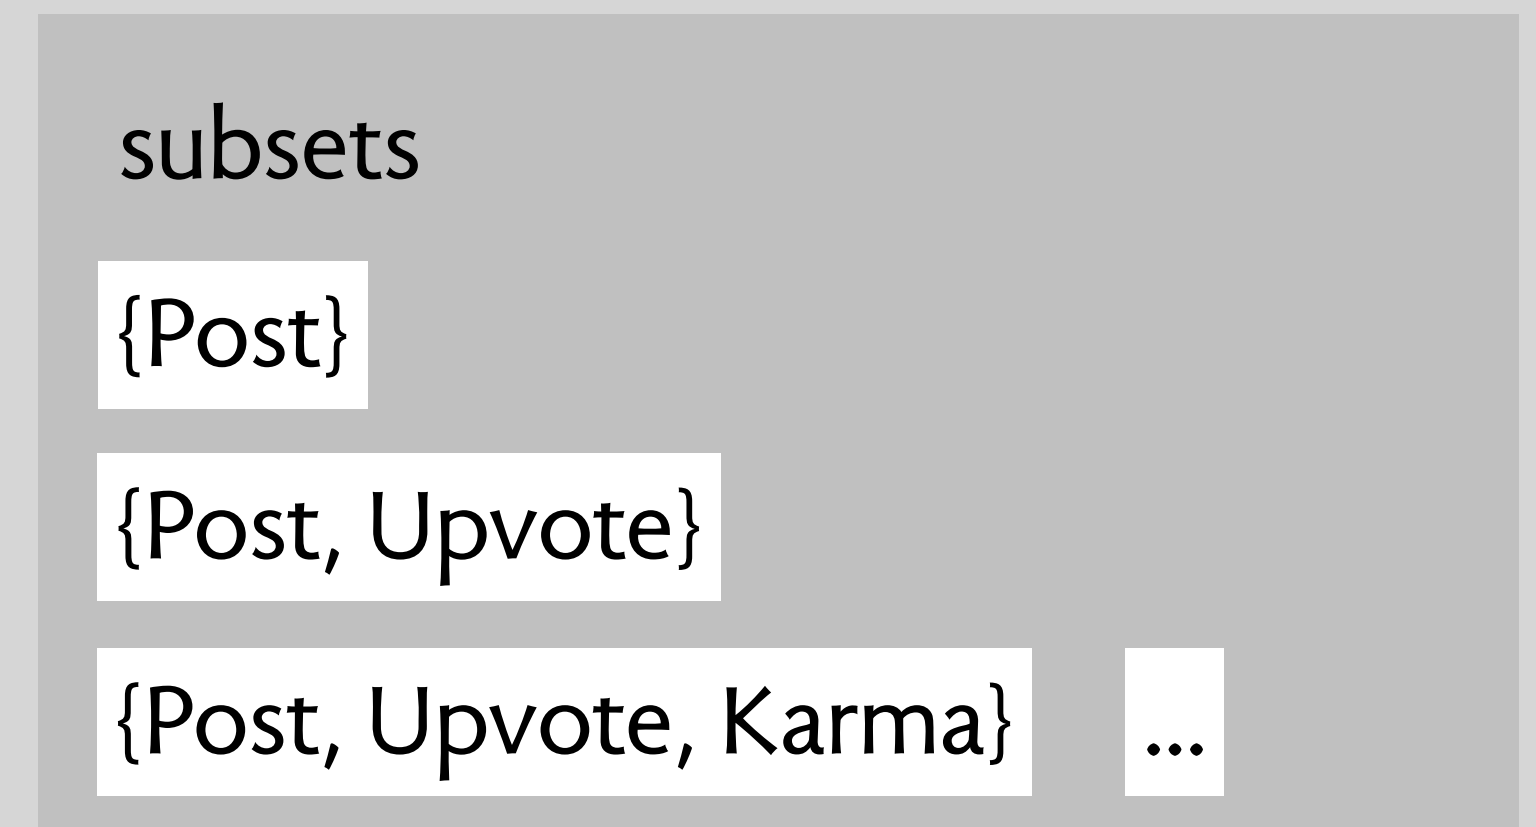 subsets
{Post}
{Post, Upvote}
{Post, Upvote, Karma} ...